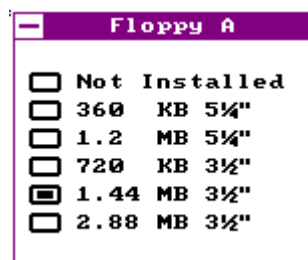 Floppy A
Not Installed
360 KB 5¼"
1.2 MB 5¼"
720 KB 3½"
1.44 MB 3½"
2.88 MB 3½"